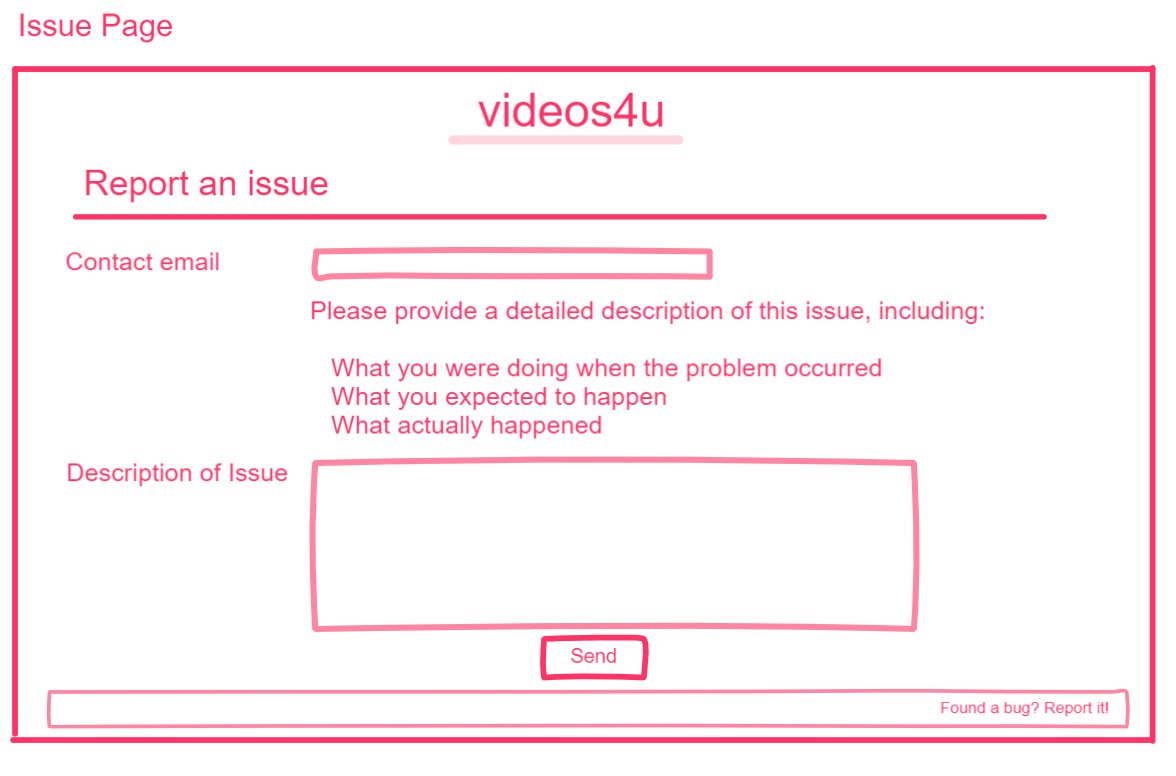 Issue Page
videos4u
Report an issue
Contact email
Please provide a detailed description of this issue, including:
What you were doing when the problem occurred
What you expected to happen
What actually happened
Description of Issue
Send
Found a bug? Report it!